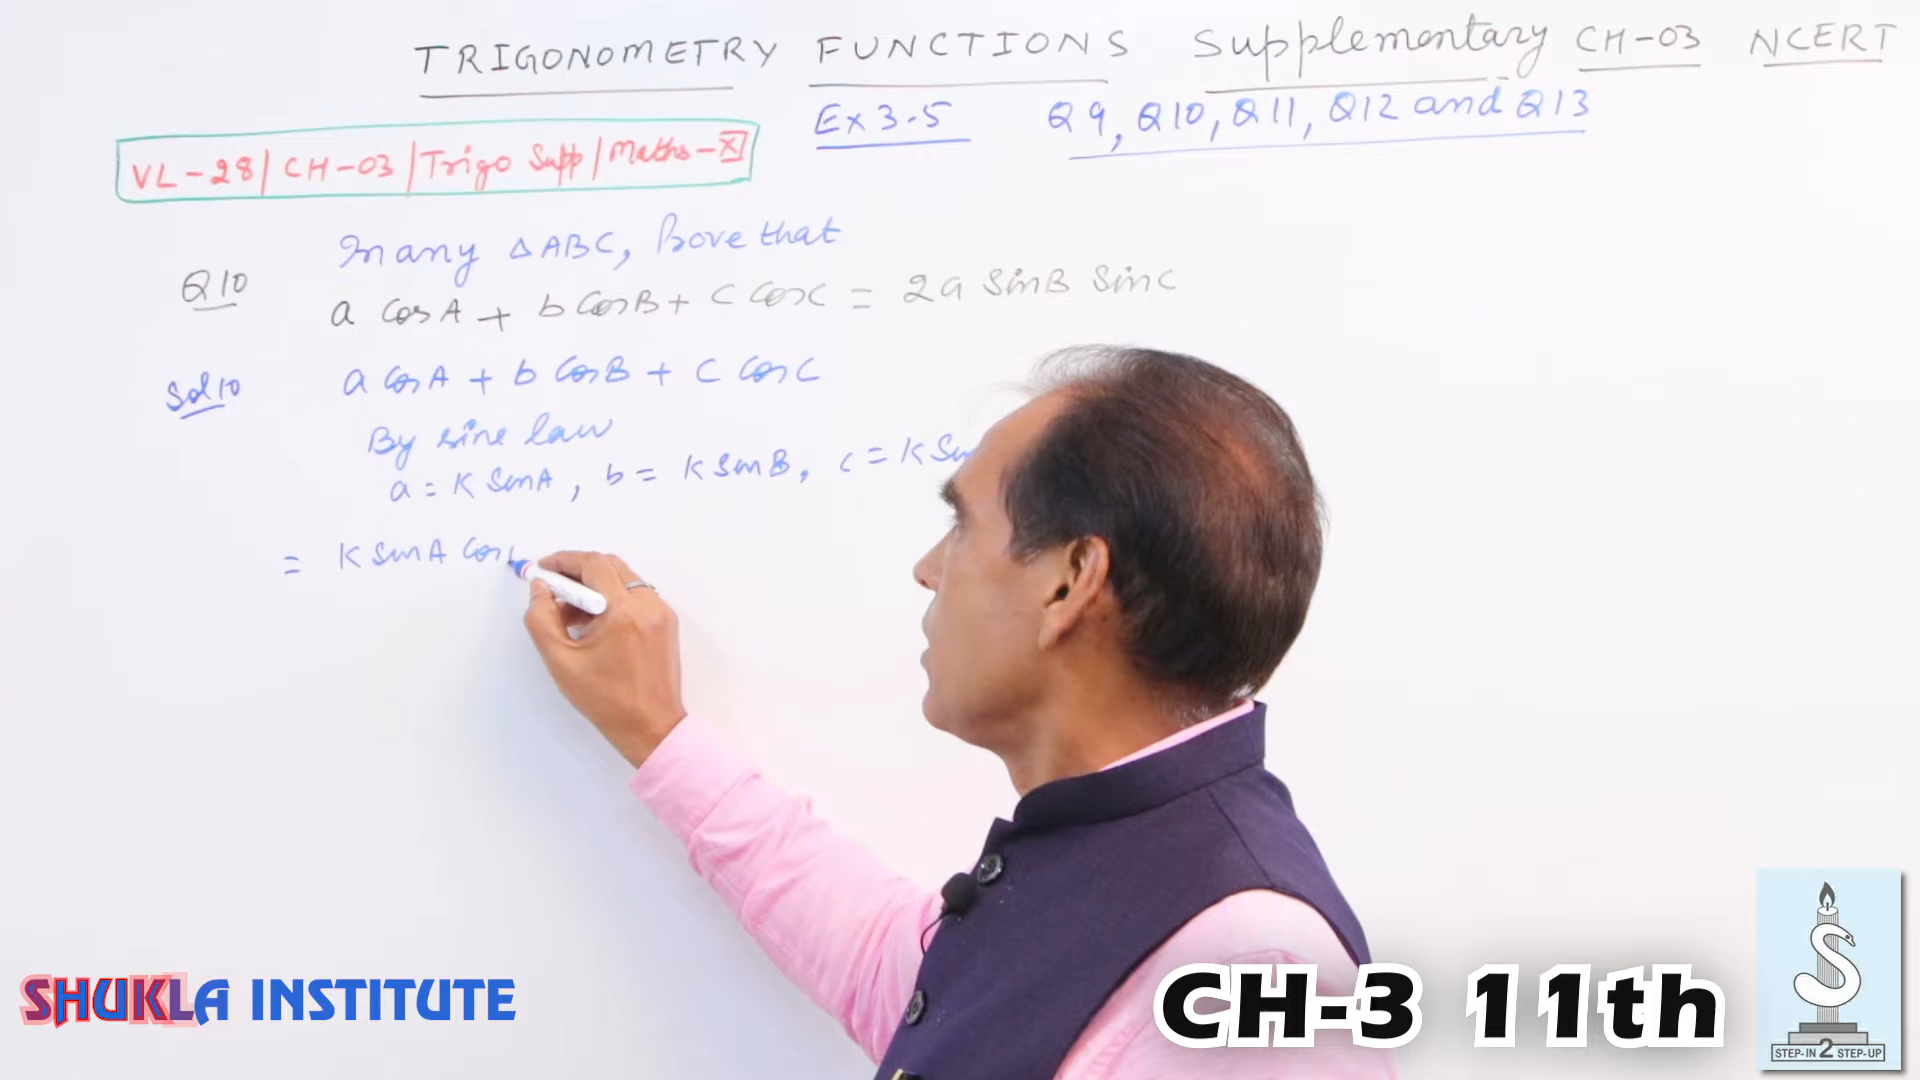 TRIGONOMETRY FUNCTIONS Supplementary CH-03 NCERT
Ex 3.5 Q9, Q10, Q11, Q12 and Q13
VL-28/CH-03/Trigo Supp/Maths-XI
In any △ABC, Prove that
Q10
a cosA + b cosB + c cosC = 2a sinB sinC
Sol10 a cosA + b cosB + c cosC
By sine law
a = K sinA, b = K sinB, c = K
= K sinA cos
SHUKLA INSTITUTE
CH-3 11th
S
STEP-IN 2 STEP-UP